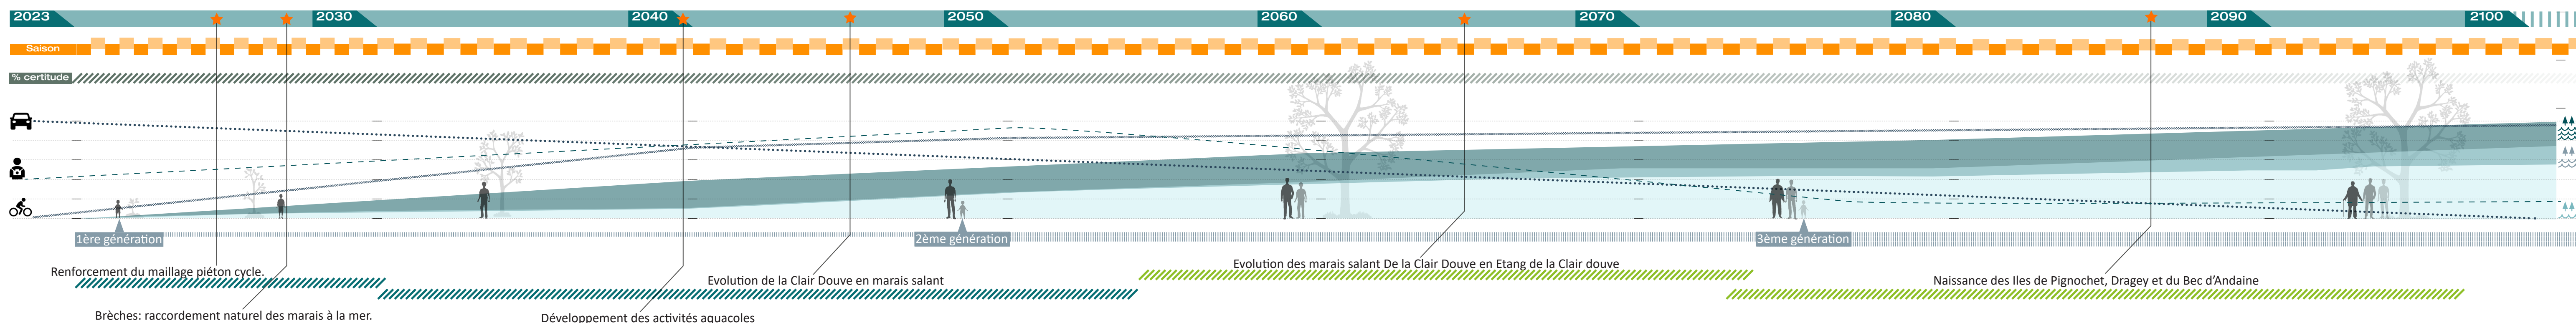 2023
2030
2040
2050
2060
2070
2080
2090
2100
Saison
% certitude
1ère génération
2ème génération
3ème génération
Renforcement du maillage piéton cycle.
Evolution de la Clair Douve en marais salant
Evolution des marais salant De la Clair Douve en Etang de la Clair douve
Naissance des Iles de Pignochet, Dragey et du Bec d'Andaine
Brèches: raccordement naturel des marais à la mer.
Développement des activités aquacoles